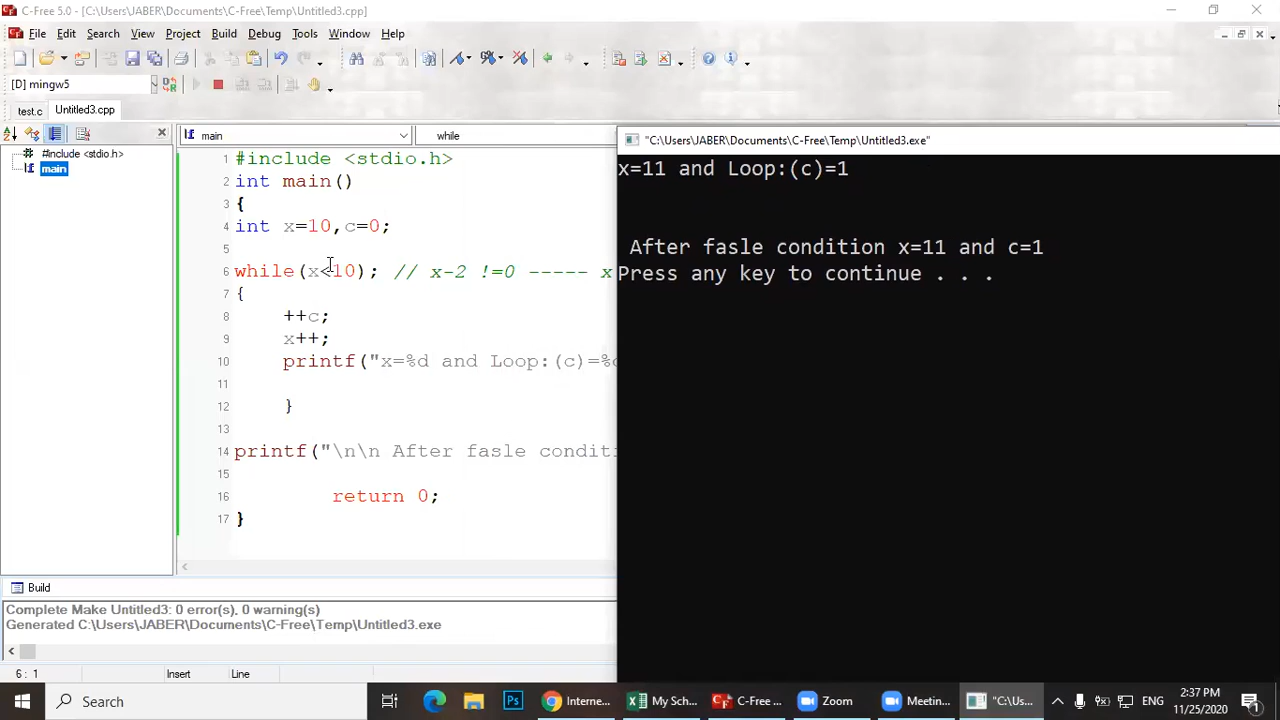 C-Free 5.0 - [C:\Users\JABER\Documents\C-Free\Temp\Untitled3.cpp]
File Edit Search View Project Build Debug Tools Window Help
[D] mingw5
test.c Untitled3.cpp
main while
#include <stdio.h>
main
1 #include <stdio.h>
2 int main()
3 {
4 int x=10,c=0;
5
6 while(x<10); // x-2 !=0 ----- x
7 {
8 ++c;
9 x++;
10 printf("x=%d and Loop:(c)=%
11
12 }
13
14 printf("\n\n After fasle conditi
15
16 return 0;
17 }
"C:\Users\JABER\Documents\C-Free\Temp\Untitled3.exe"
x=11 and Loop:(c)=1
After fasle condition x=11 and c=1
Press any key to continue . . .
Build
Complete Make Untitled3: 0 error(s), 0 warning(s)
Generated C:\Users\JABER\Documents\C-Free\Temp\Untitled3.exe
6 : 1 Insert Line
Search Interne... My Sch... C-Free ... Zoom Meetin... "C:\Us... ENG 2:37 PM
11/25/2020